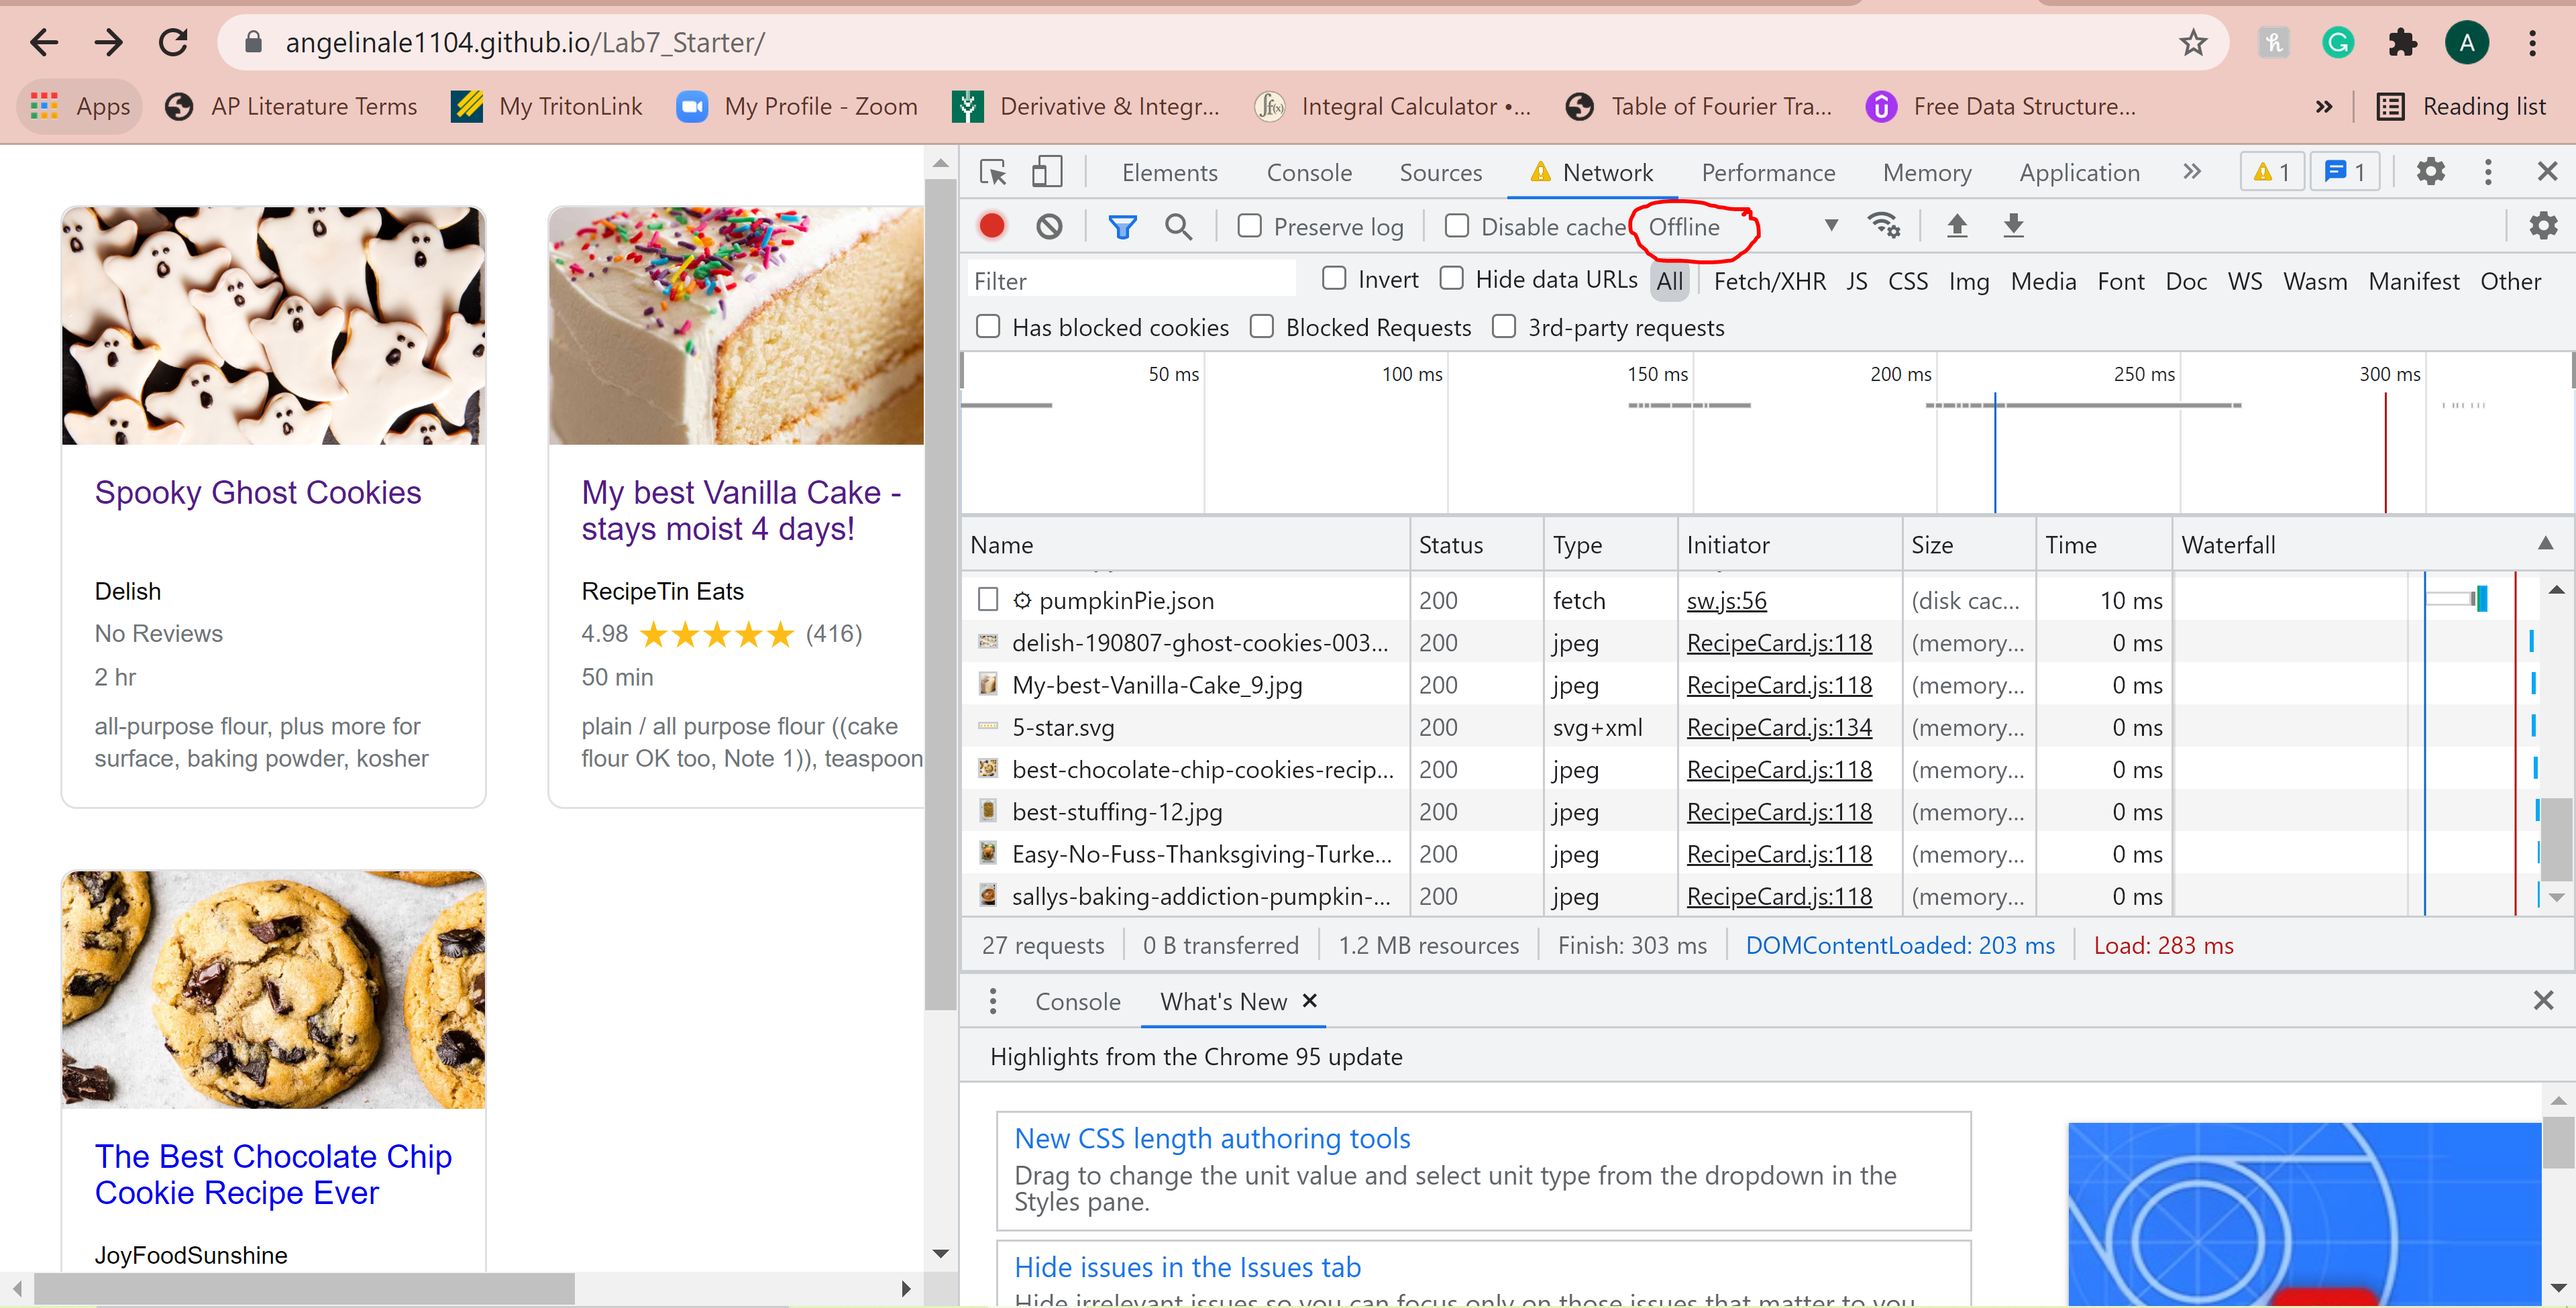 angelinale1104.github.io/Lab7_Starter/
A
Apps AP Literature Terms My TritonLink My Profile - Zoom Derivative & Integr... Integral Calculator •... Table of Fourier Tra... Free Data Structure... » Reading list
Spooky Ghost Cookies
Delish
No Reviews
2 hr
all-purpose flour, plus more for
surface, baking powder, kosher
My best Vanilla Cake -
stays moist 4 days!
RecipeTin Eats
4.98 ★★★★★ (416)
50 min
plain / all purpose flour ((cake
flour OK too, Note 1)), teaspoon
The Best Chocolate Chip
Cookie Recipe Ever
JoyFoodSunshine
Elements Console Sources Network Performance Memory Application » 1 1
Preserve log Disable cache Offline
Filter Invert Hide data URLs All Fetch/XHR JS CSS Img Media Font Doc WS Wasm Manifest Other
Has blocked cookies Blocked Requests 3rd-party requests
50 ms 100 ms 150 ms 200 ms 250 ms 300 ms
Name Status Type Initiator Size Time Waterfall
pumpkinPie.json 200 fetch sw.js:56 (disk cac... 10 ms
delish-190807-ghost-cookies-003... 200 jpeg RecipeCard.js:118 (memory... 0 ms
My-best-Vanilla-Cake_9.jpg 200 jpeg RecipeCard.js:118 (memory... 0 ms
5-star.svg 200 svg+xml RecipeCard.js:134 (memory... 0 ms
best-chocolate-chip-cookies-recip... 200 jpeg RecipeCard.js:118 (memory... 0 ms
best-stuffing-12.jpg 200 jpeg RecipeCard.js:118 (memory... 0 ms
Easy-No-Fuss-Thanksgiving-Turke... 200 jpeg RecipeCard.js:118 (memory... 0 ms
sallys-baking-addiction-pumpkin-... 200 jpeg RecipeCard.js:118 (memory... 0 ms
27 requests 0 B transferred 1.2 MB resources Finish: 303 ms DOMContentLoaded: 203 ms Load: 283 ms
Console What's New
Highlights from the Chrome 95 update
New CSS length authoring tools
Drag to change the unit value and select unit type from the dropdown in the
Styles pane.
Hide issues in the Issues tab
Hide irrelevant issues so you can focus only on those issues that matter to you